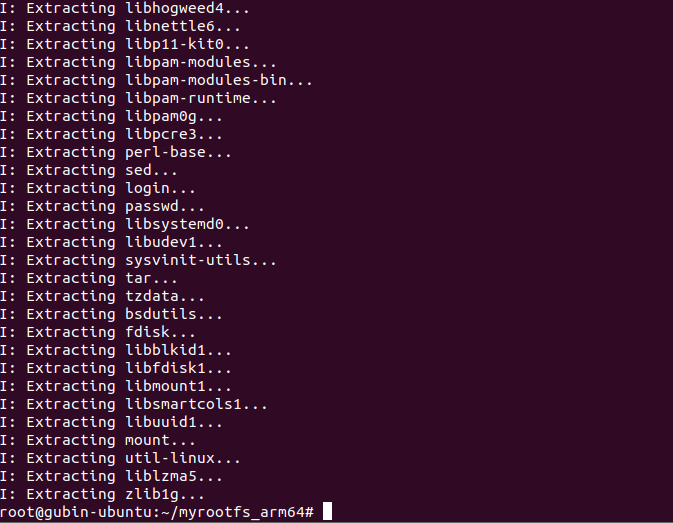 I: Extracting libhogweed4...
I: Extracting libnettle6...
I: Extracting libp11-kit0...
I: Extracting libpam-modules...
I: Extracting libpam-modules-bin...
I: Extracting libpam-runtime...
I: Extracting libpam0g...
I: Extracting libpcre3...
I: Extracting perl-base...
I: Extracting sed...
I: Extracting login...
I: Extracting passwd...
I: Extracting libsystemd0...
I: Extracting libudev1...
I: Extracting sysvinit-utils...
I: Extracting tar...
I: Extracting tzdata...
I: Extracting bsdutils...
I: Extracting fdisk...
I: Extracting libblkid1...
I: Extracting libfdisk1...
I: Extracting libmount1...
I: Extracting libsmartcols1...
I: Extracting libuuid1...
I: Extracting mount...
I: Extracting util-linux...
I: Extracting liblzma5...
I: Extracting zlib1g...
root@gubin-ubuntu:~/myrootfs_arm64#